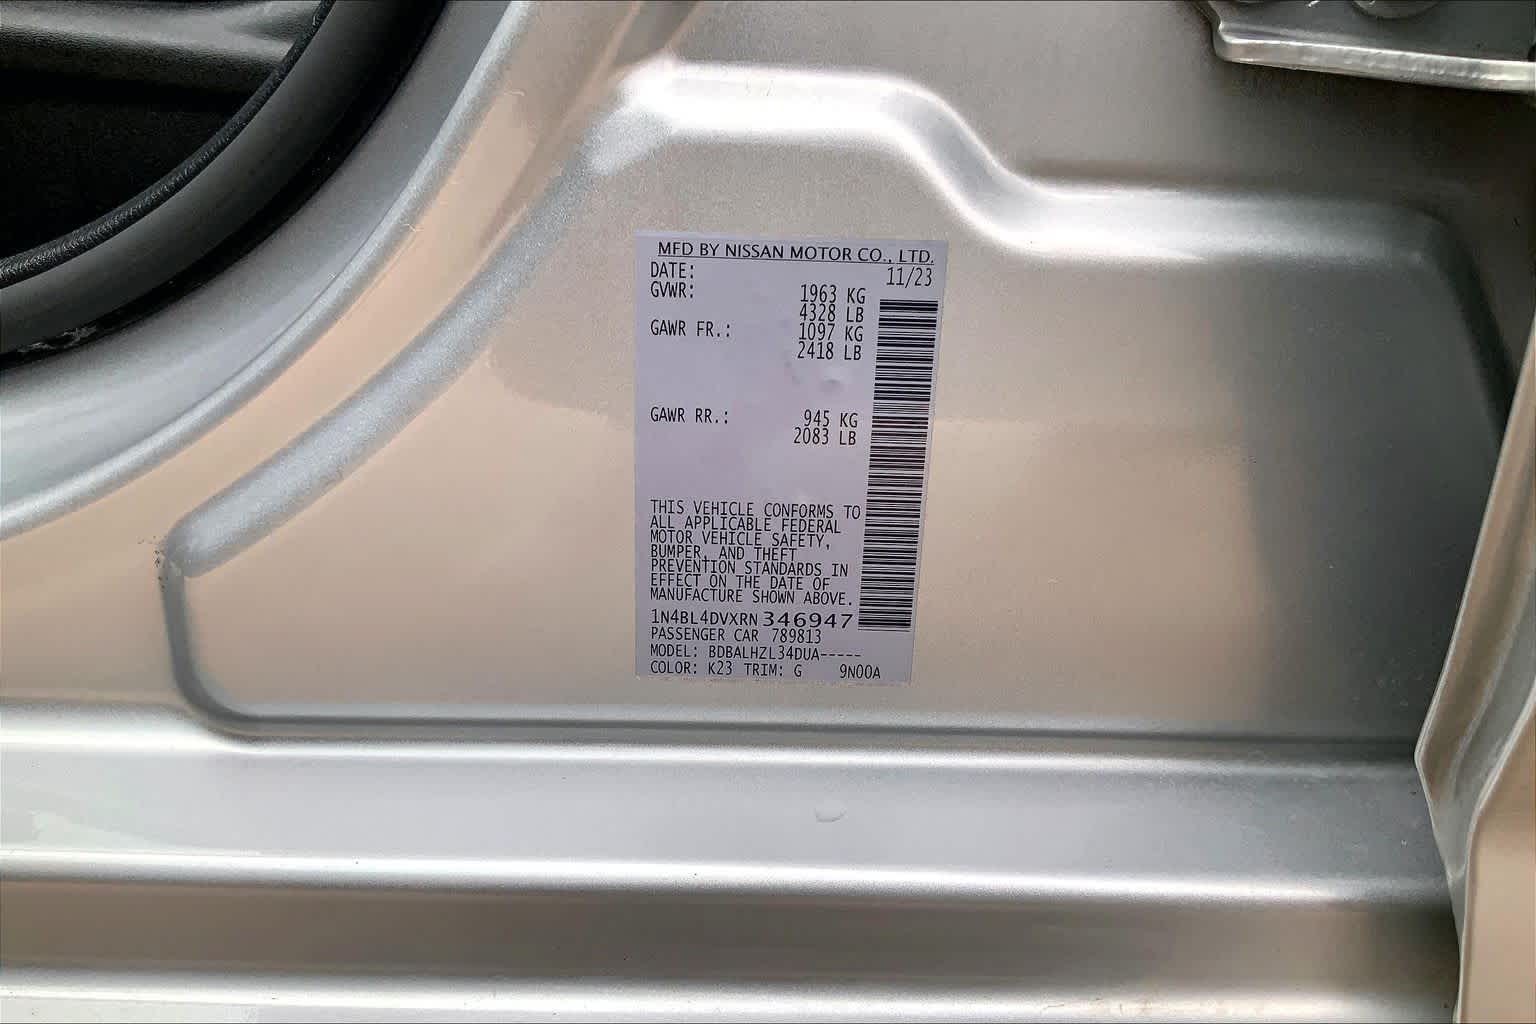 MFD BY NISSAN MOTOR CO., LTD.
DATE: 11/23
GVWR: 1963 KG
4328 LB
GAWR FR.: 1097 KG
2418 LB
GAWR RR.: 945 KG
2083 LB
THIS VEHICLE CONFORMS TO
ALL APPLICABLE FEDERAL
MOTOR VEHICLE SAFETY,
BUMPER, AND THEFT
PREVENTION STANDARDS IN
EFFECT ON THE DATE OF
MANUFACTURE SHOWN ABOVE.
1N4BL4DVXRN346947
PASSENGER CAR 789813
MODEL: BDBALHZL34DUA-----
COLOR: K23 TRIM: G 9N00A